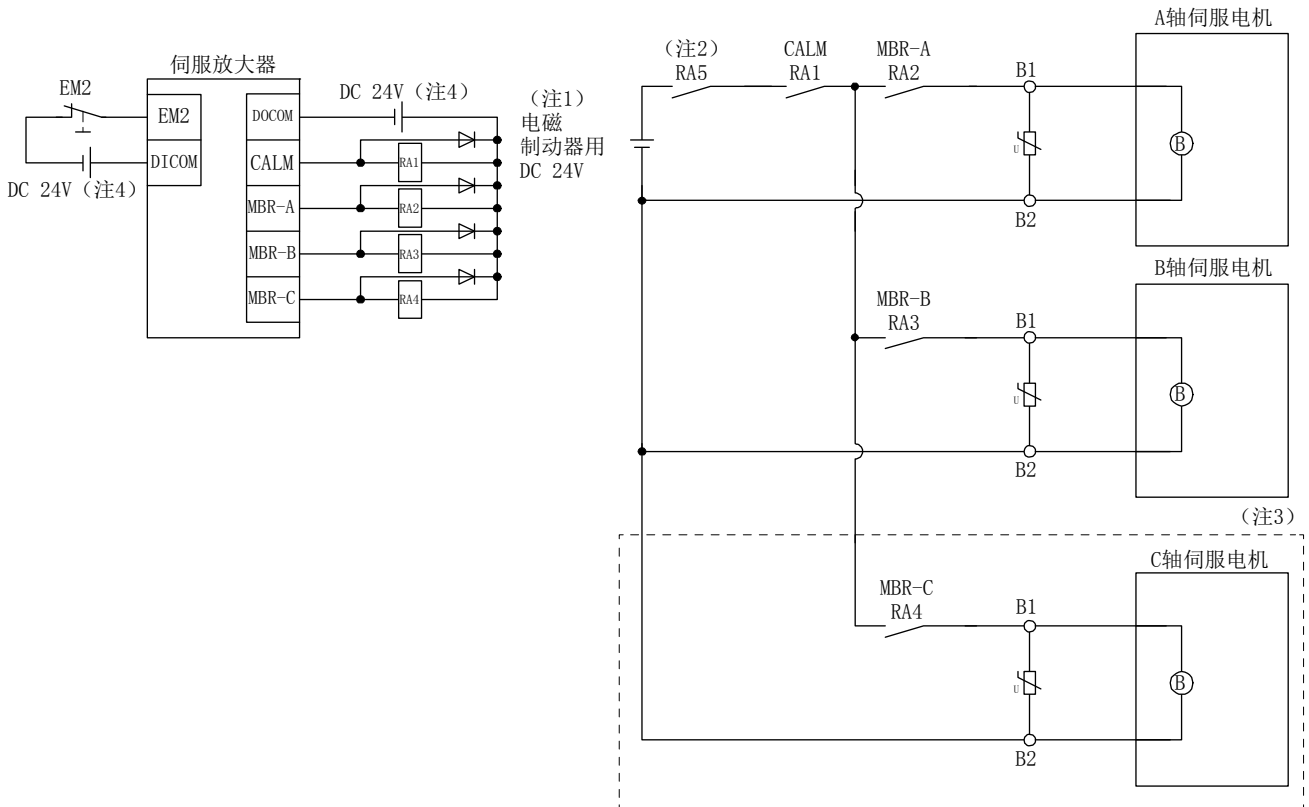 伺服放大器
EM2
EM2
DICOM
DC 24V（注4）
DOCOM
CALM
MBR-A
MBR-B
MBR-C
DC 24V（注4）
RA1
RA2
RA3
RA4
（注1）
电磁
制动器用
DC 24V
（注2）
RA5
CALM
RA1
MBR-A
RA2
B1
U
B2
A轴伺服电机
B
MBR-B
RA3
B1
U
B2
B轴伺服电机
B
（注3）
MBR-C
RA4
B1
U
B2
C轴伺服电机
B